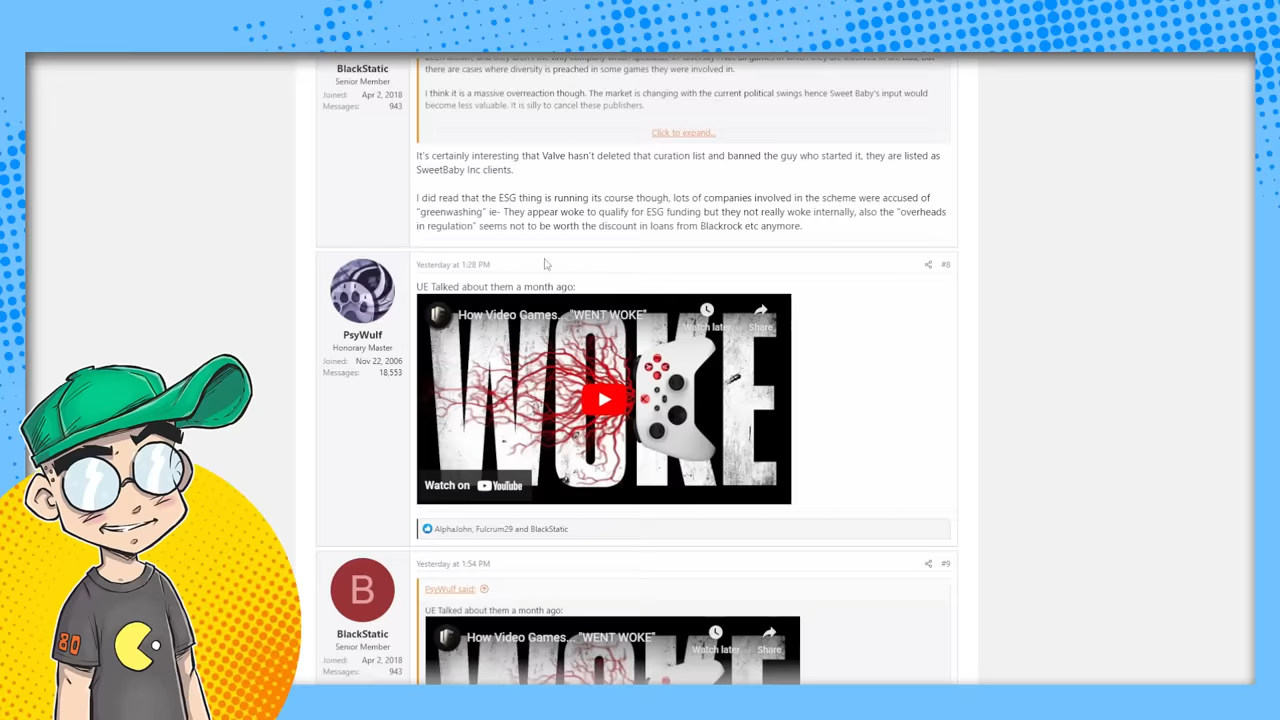 BlackStatic
Senior Member
Joined: Apr 2, 2018
Messages: 943
there are cases where diversity is preached in some games they were involved in.
I think it is a massive overreaction though. The market is changing with the current political swings hence Sweet Baby's input would
become less valuable. It is silly to cancel these publishers.
Click to expand...
It's certainly interesting that Valve hasn't deleted that curation list and banned the guy who started it, they are listed as
SweetBaby Inc clients.
I did read that the ESG thing is running its course though, lots of companies involved in the scheme were accused of
"greenwashing" ie- They appear woke to qualify for ESG funding but they not really woke internally, also the "overheads
in regulation" seems not to be worth the discount in loans from Blackrock etc anymore.
Yesterday at 1:28 PM
#8
PsyWulf
Honorary Master
Joined: Nov 22, 2006
Messages: 18,553
UE Talked about them a month ago:
How Video Games... "WENT WOKE"
Watch later
Share
WOKE
Watch on YouTube
AlphaJohn, Fulcrum29 and BlackStatic
Yesterday at 1:54 PM
#9
B
BlackStatic
Senior Member
Joined: Apr 2, 2018
Messages: 943
PsyWulf said:
UE Talked about them a month ago:
How Video Games... "WENT WOKE"
Watch later
Share
WOKE
80